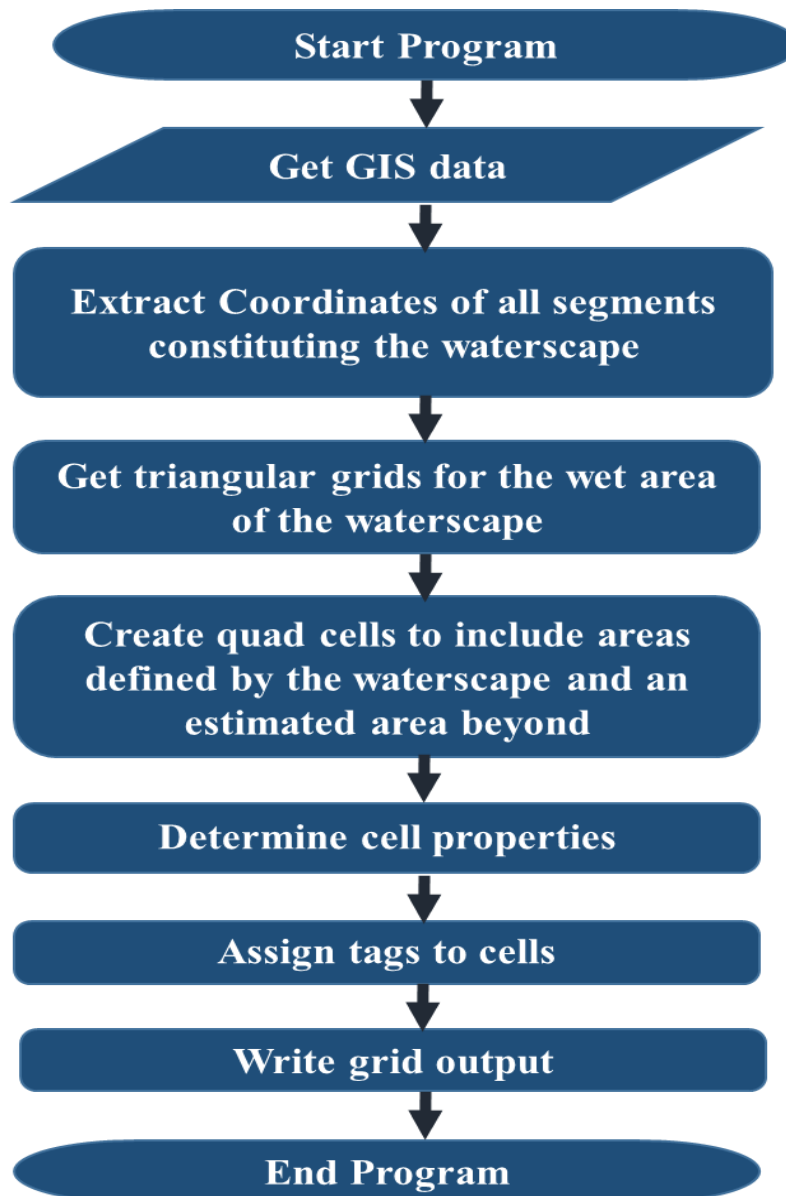 Start Program
Get GIS data
Extract Coordinates of all segments
constituting the waterscape
Get triangular grids for the wet area
of the waterscape
Create quad cells to include areas
defined by the waterscape and an
estimated area beyond
Determine cell properties
Assign tags to cells
Write grid output
End Program